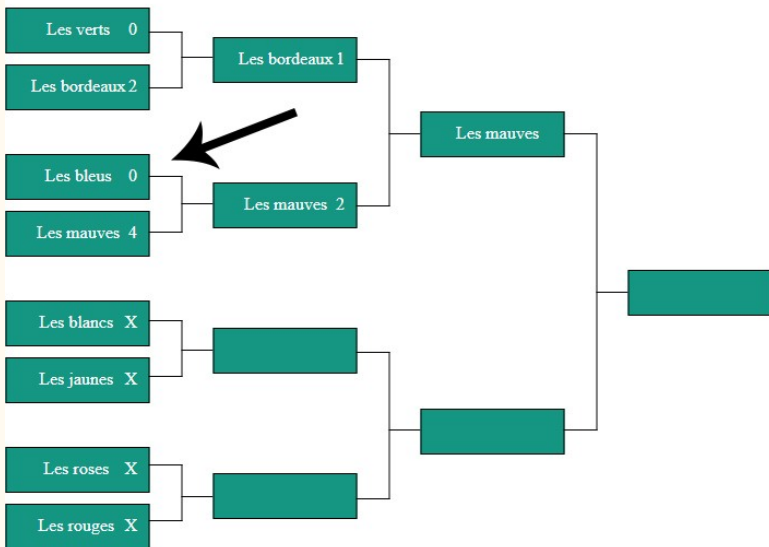 Les verts 0
Les bordeaux 2
Les bordeaux 1
Les mauves
Les bleus 0
Les mauves 4
Les mauves 2
Les blancs X
Les jaunes X
Les roses X
Les rouges X